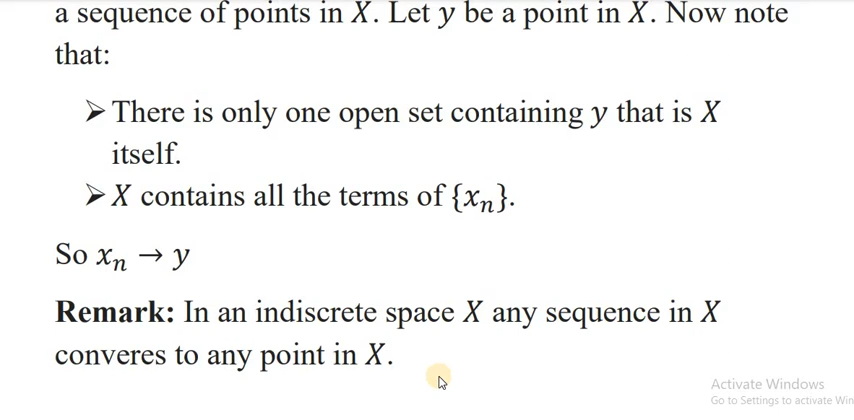 a sequence of points in X. Let y be a point in X. Now note
that:
➢ There is only one open set containing y that is X
itself.
➢ X contains all the terms of {xₙ}.
So xₙ → y
Remark: In an indiscrete space X any sequence in X
converes to any point in X.
Activate Windows
Go to Settings to activate Win